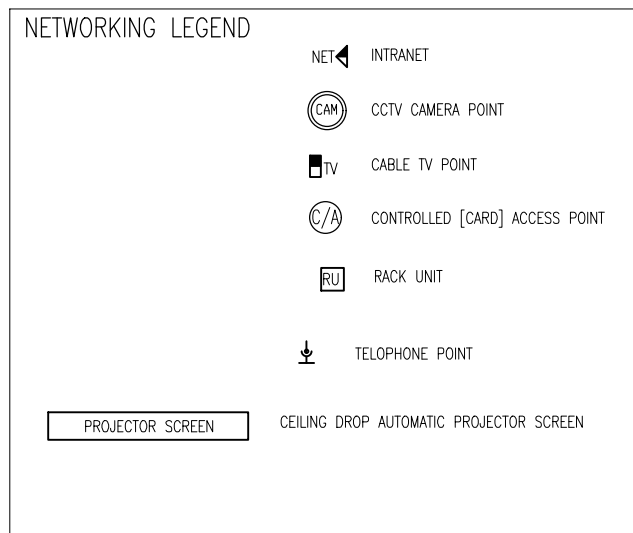 NETWORKING LEGEND
NET INTRANET
CAM CCTV CAMERA POINT
TV CABLE TV POINT
C/A CONTROLLED [CARD] ACCESS POINT
RU RACK UNIT
TELOPHONE POINT
PROJECTOR SCREEN CEILING DROP AUTOMATIC PROJECTOR SCREEN